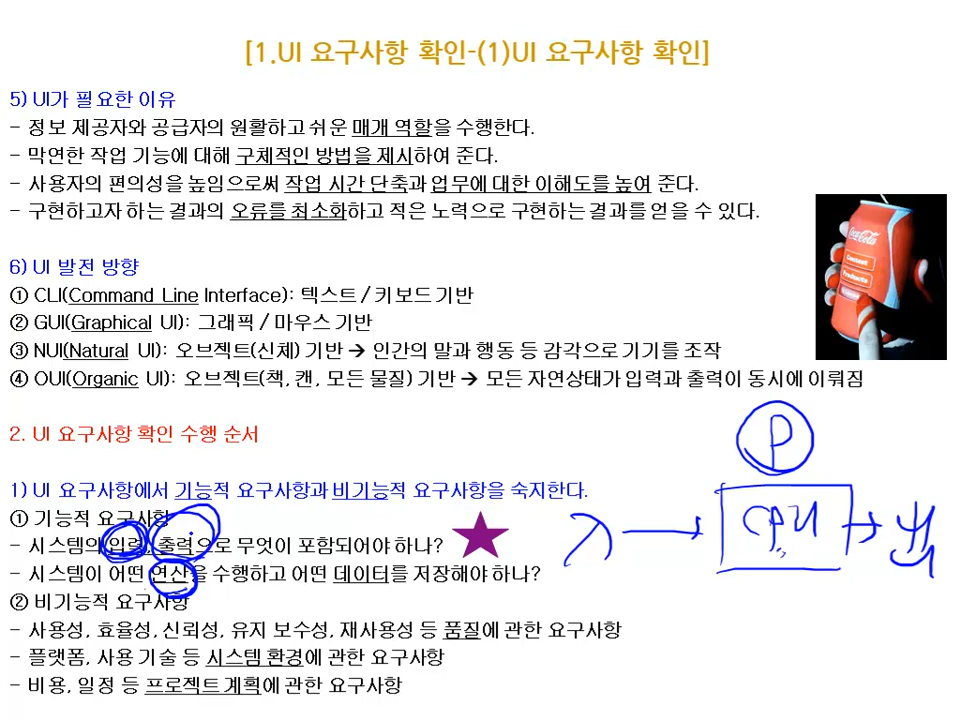 [1.UI 요구사항 확인-(1)UI 요구사항 확인]
5) UI가 필요한 이유
- 정보 제공자와 공급자의 원활하고 쉬운 매개 역할을 수행한다.
- 막연한 작업 기능에 대해 구체적인 방법을 제시하여 준다.
- 사용자의 편의성을 높임으로써 작업 시간 단축과 업무에 대한 이해도를 높여 준다.
- 구현하고자 하는 결과의 오류를 최소화하고 적은 노력으로 구현하는 결과를 얻을 수 있다.
6) UI 발전 방향
① CLI(Command Line Interface): 텍스트 / 키보드 기반
② GUI(Graphical UI): 그래픽 / 마우스 기반
③ NUI(Natural UI): 오브젝트(신체) 기반 → 인간의 말과 행동 등 감각으로 기기를 조작
④ OUI(Organic UI): 오브젝트(책, 캔, 모든 물질) 기반 → 모든 자연상태가 입력과 출력이 동시에 이뤄짐
Coca-Cola
Products
2. UI 요구사항 확인 수행 순서
P
1) UI 요구사항에서 기능적 요구사항과 비기능적 요구사항을 숙지한다.
① 기능적 요구사항
CPU
- 시스템의 입력, 출력으로 무엇이 포함되어야 하나?
- 시스템이 어떤 연산을 수행하고 어떤 데이터를 저장해야 하나?
② 비기능적 요구사항
- 사용성, 효율성, 신뢰성, 유지 보수성, 재사용성 등 품질에 관한 요구사항
- 플랫폼, 사용 기술 등 시스템 환경에 관한 요구사항
- 비용, 일정 등 프로젝트 계획에 관한 요구사항